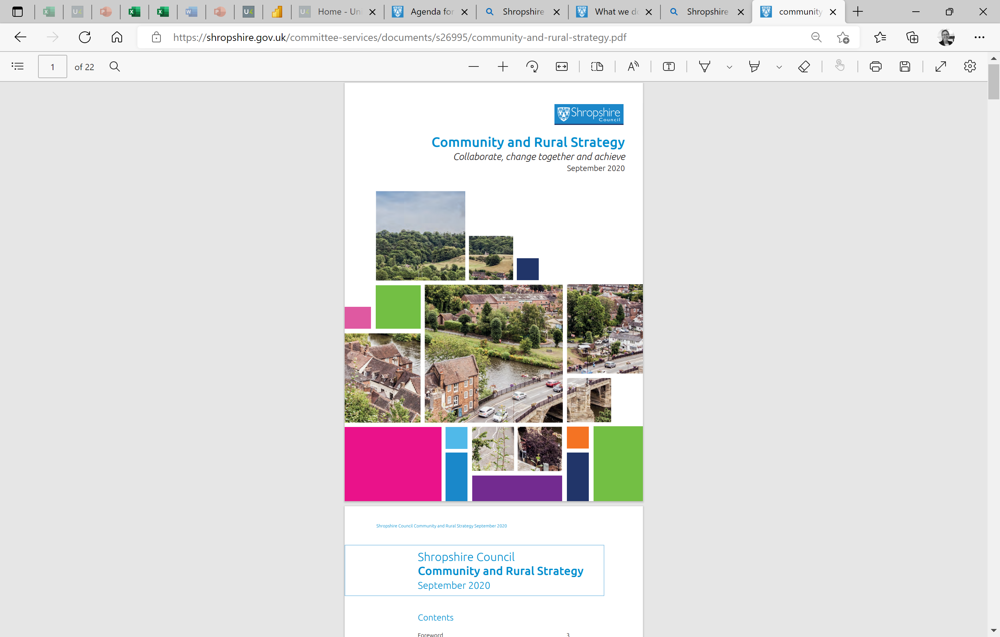 Home - Uni
Agenda for
Shropshire
What we do
Shropshire
community
https://shropshire.gov.uk/committee-services/documents/s26995/community-and-rural-strategy.pdf
1 of 22
Shropshire
Council
Community and Rural Strategy
Collaborate, change together and achieve
September 2020
Shropshire Council Community and Rural Strategy September 2020
Shropshire Council
Community and Rural Strategy
September 2020
Contents
Foreword 3